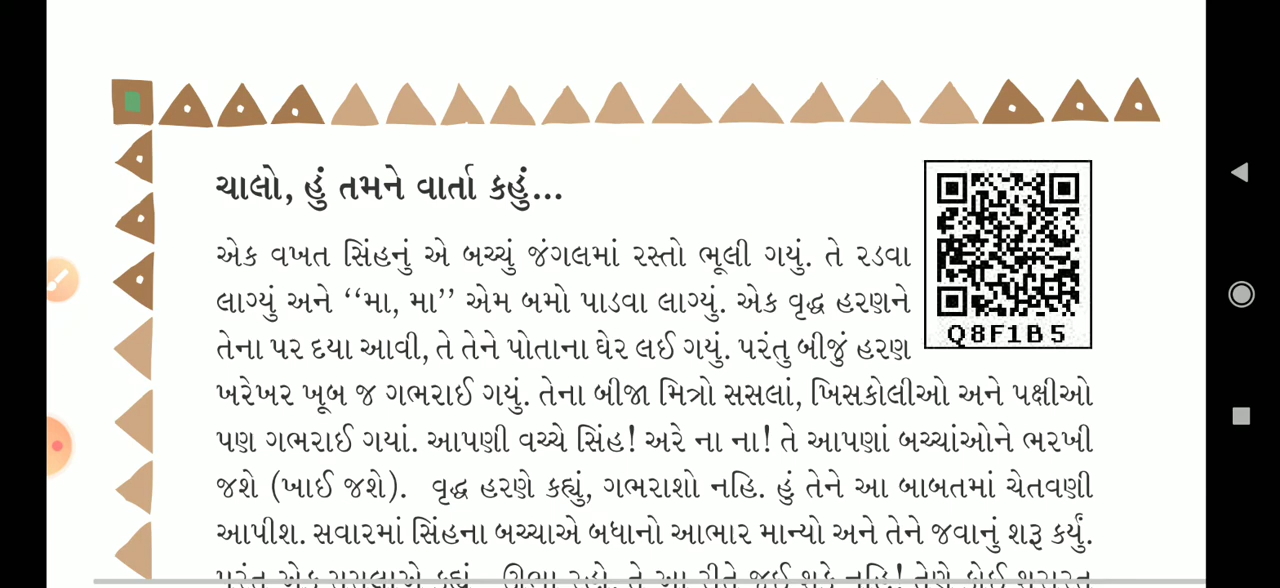 ચાલો, હું તમને વાર્તા કહું...
એક વખત સિંહનું એ બચ્ચું જંગલમાં રસ્તો ભૂલી ગયું. તે રડવા
લાગ્યું અને ‘‘મા, મા’’ એમ બમો પાડવા લાગ્યું. એક વૃદ્ધ હરણને
તેના પર દયા આવી, તે તેને પોતાના ઘેર લઈ ગયું. પરંતુ બીજું હરણ
ખરેખર ખૂબ જ ગભરાઈ ગયું. તેના બીજા મિત્રો સસલાં, ખિસકોલીઓ અને પક્ષીઓ
પણ ગભરાઈ ગયાં. આપણી વચ્ચે સિંહ! અરે ના ના! તે આપણાં બચ્ચાંઓને ભરખી
જશે (ખાઈ જશે). વૃદ્ધ હરણે કહ્યું, ગભરાશો નહિ. હું તેને આ બાબતમાં ચેતવણી
આપીશ. સવારમાં સિંહના બચ્ચાએ બધાનો આભાર માન્યો અને તેને જવાનું શરૂ કર્યું.
Q8F1B5